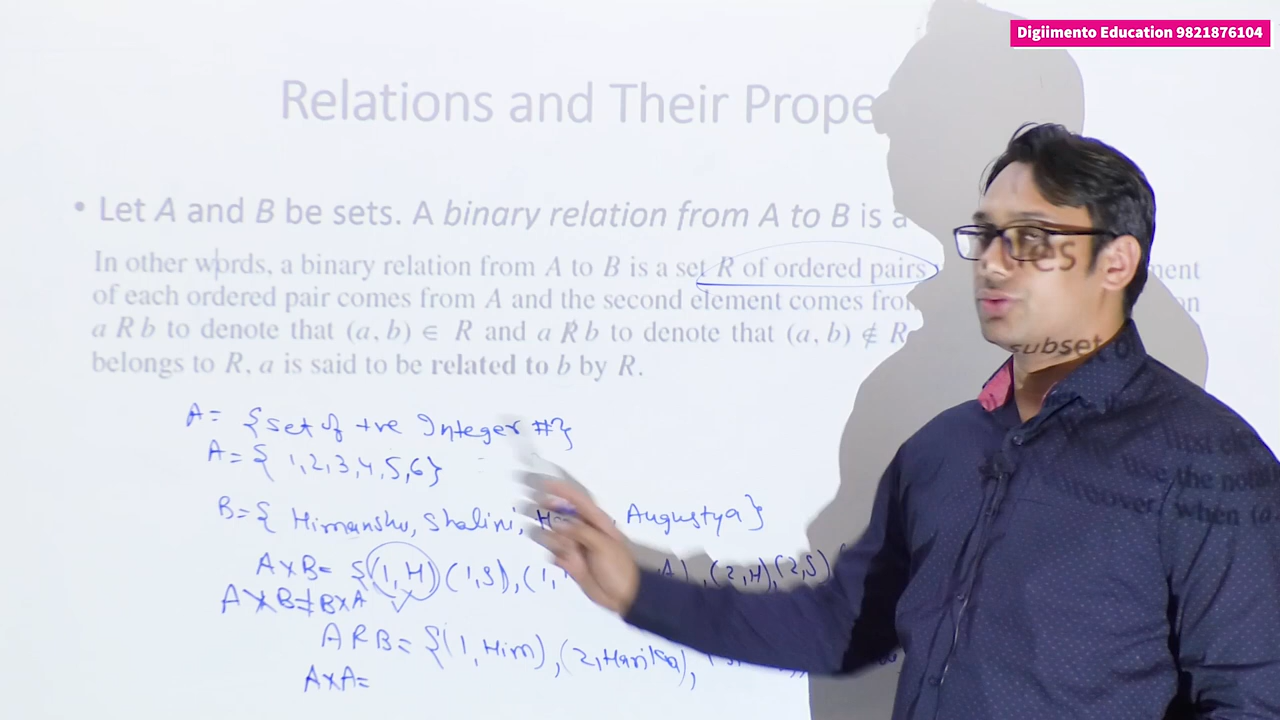 Digiimento Education 9821876104
Relations and Their Prope
• Let A and B be sets. A binary relation from A to B is a subset o
In other words, a binary relation from A to B is a set R of ordered pairs
of each ordered pair comes from A and the second element comes from
a R b to denote that (a, b) ∈ R and a R̸ b to denote that (a, b) ∉ R
belongs to R, a is said to be related to b by R.
A= {set of +ve Integer #}
A={ 1,2,3,4,5,6}
B={ Himanshu, Shalini, Augustya}
A×B= {(1,H) (1,S), (2,H),(2,S)
A×B≠B×A
ARB= {(1,Him),(2,Hariksa),
A×A=